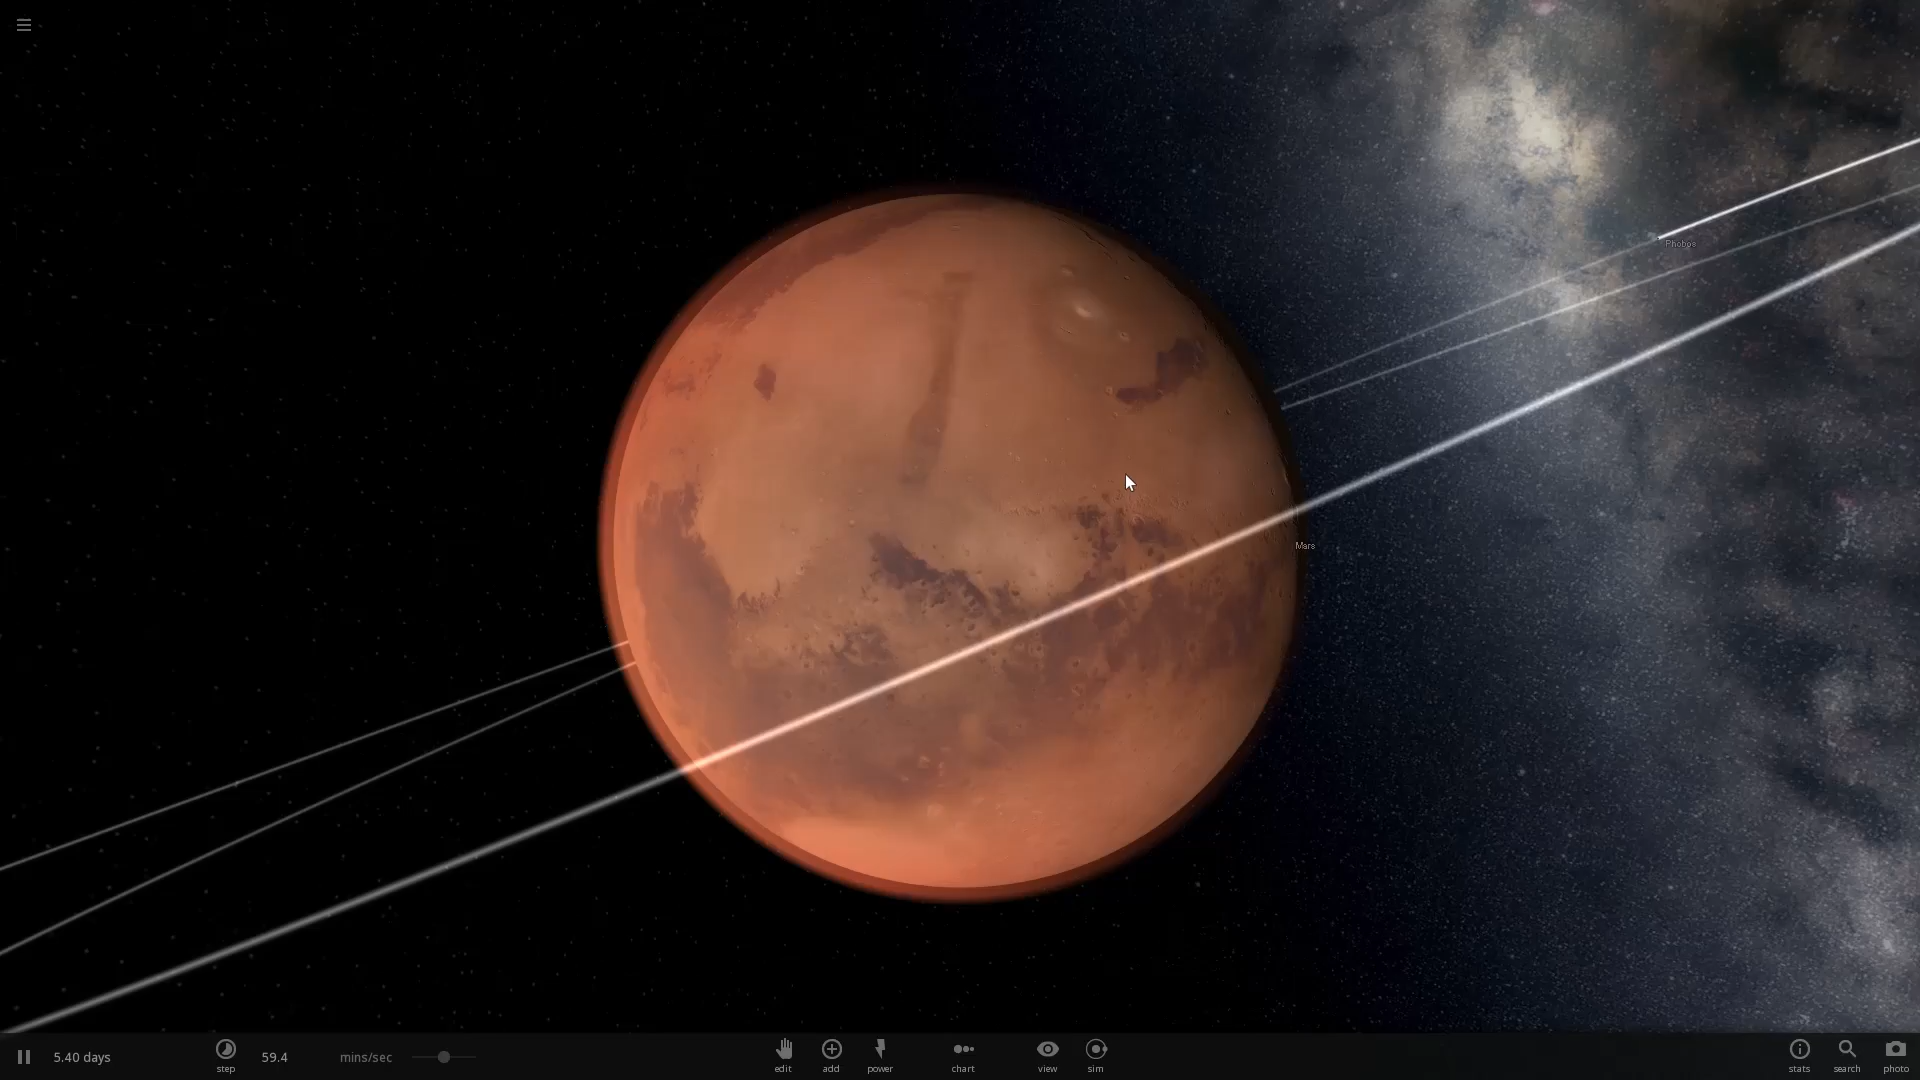 Phobos
Mars
5.40 days
step
59.4
mins/sec
edit
add
power
chart
view
sim
stats
search
photo